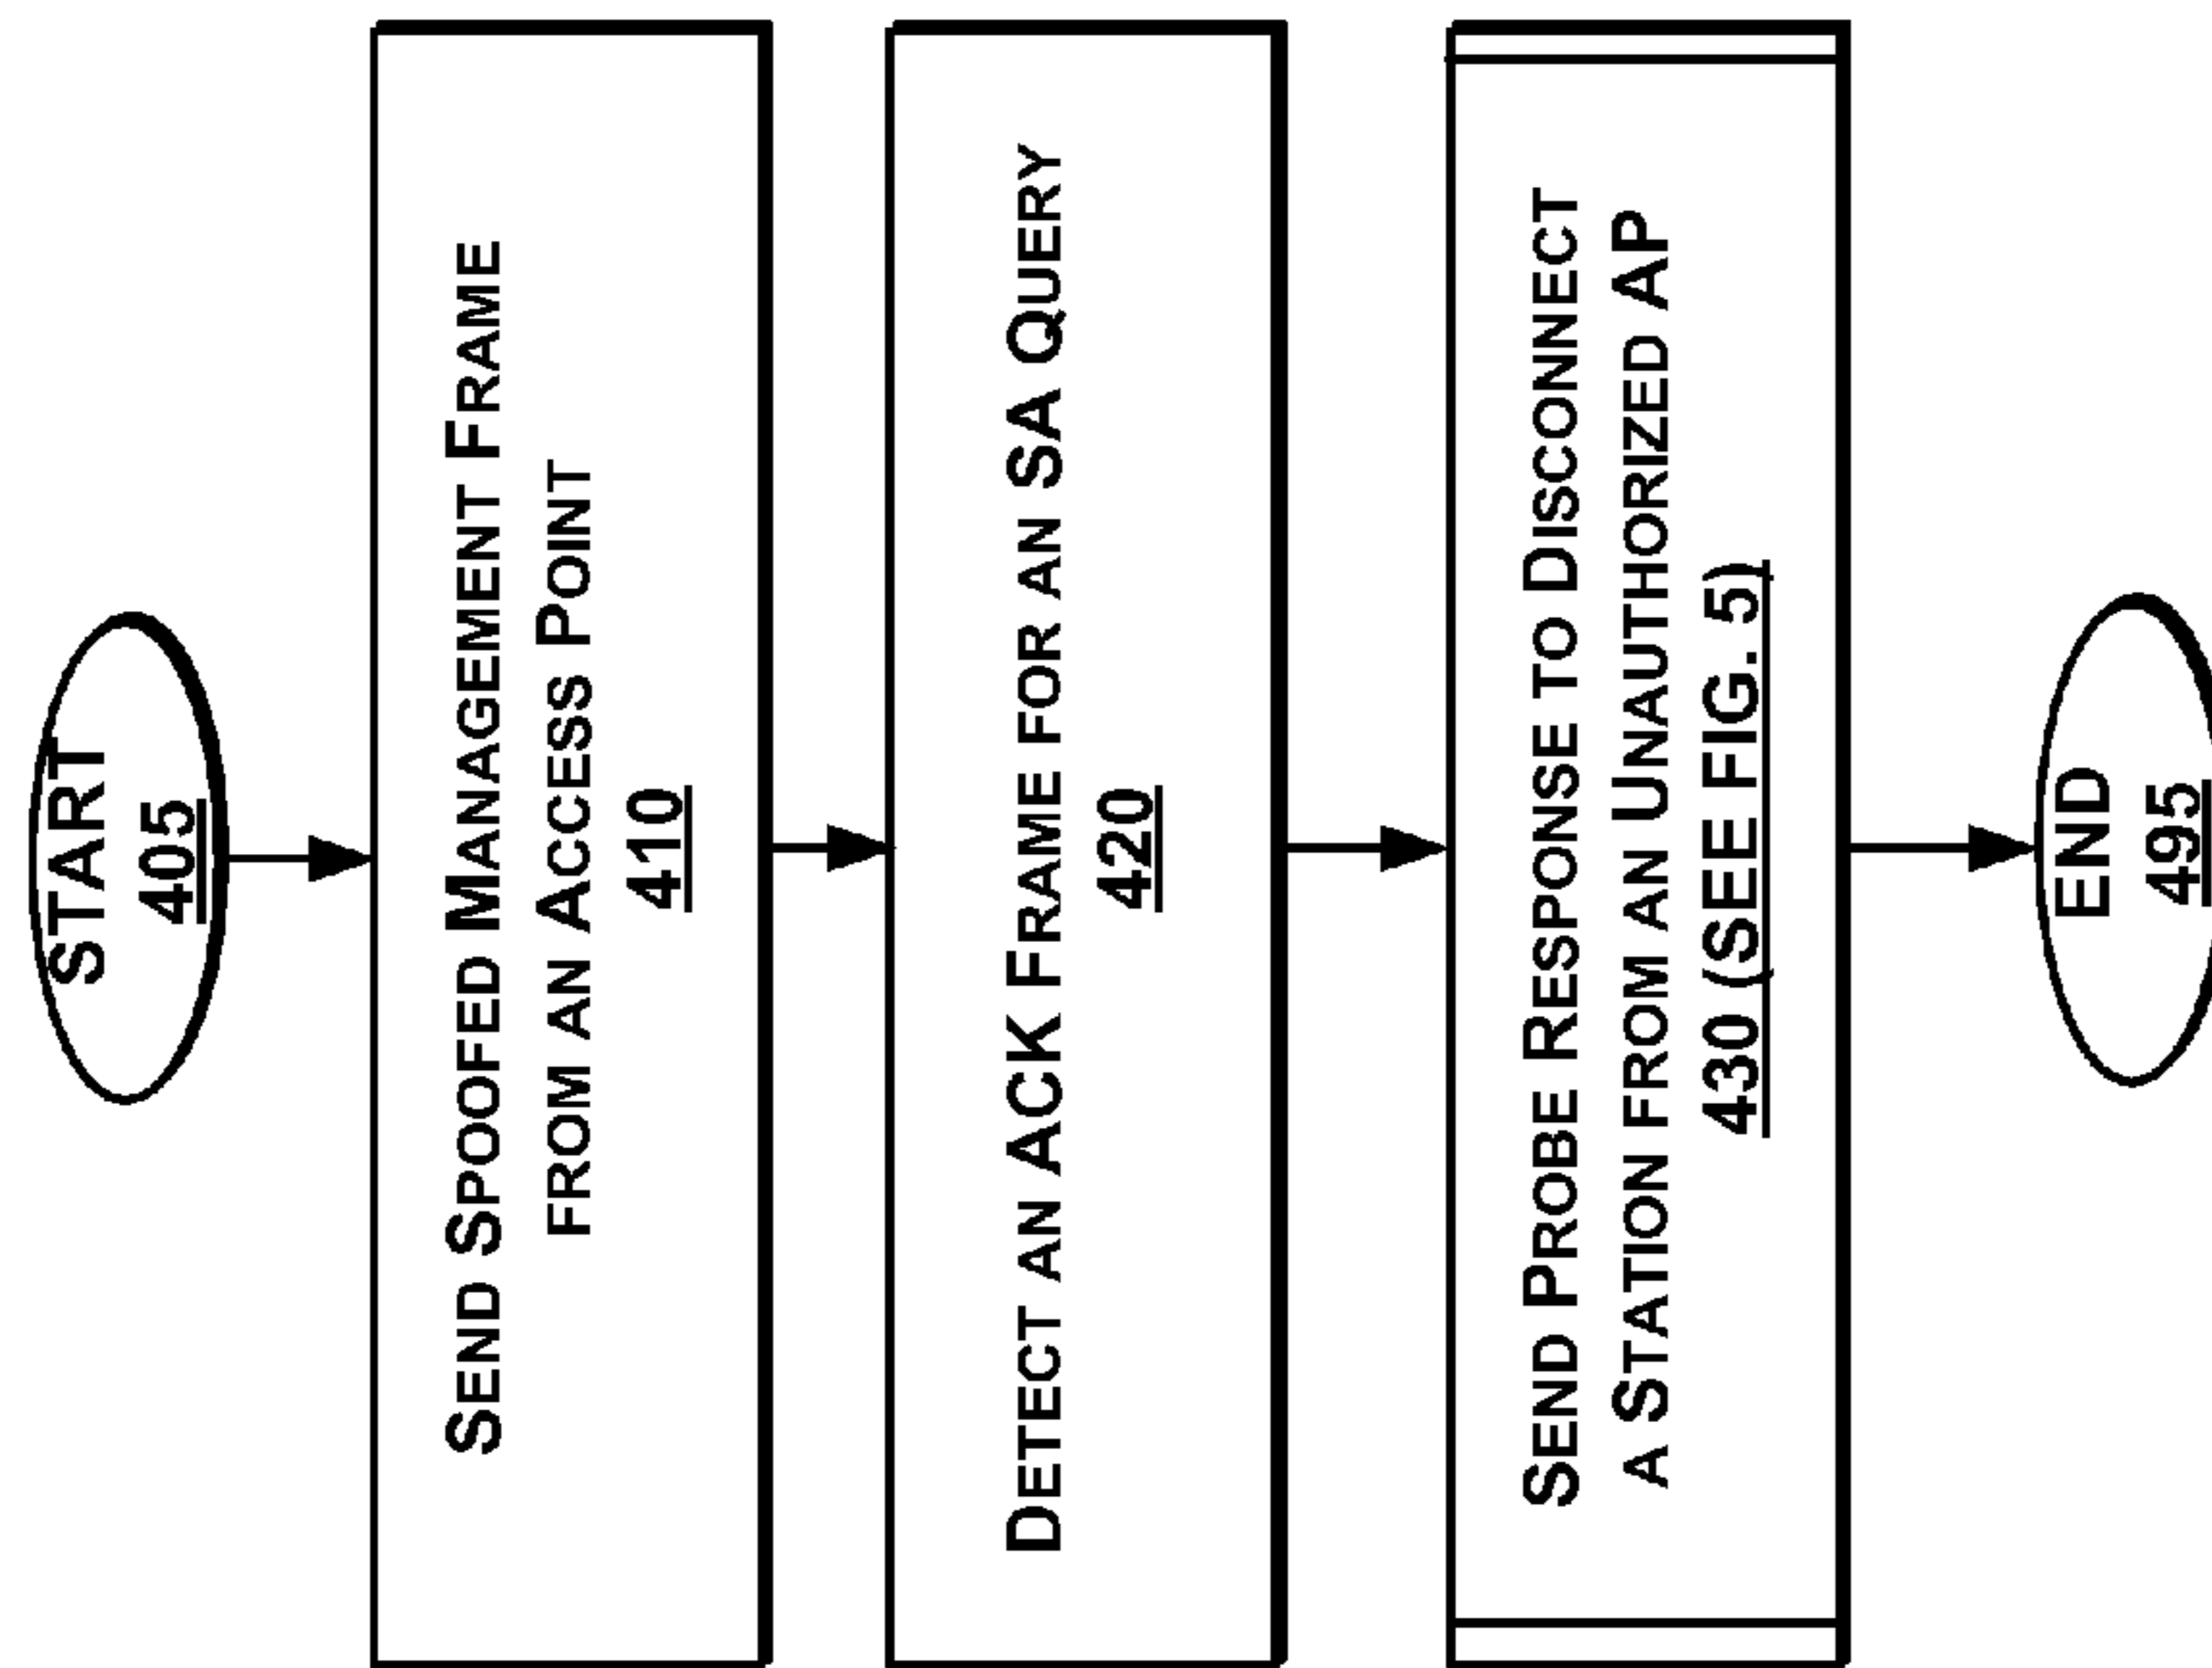 START
405
SEND SPOOFED MANAGEMENT FRAME
FROM AN ACCESS POINT
410
DETECT AN ACK FRAME FOR AN SA QUERY
420
SEND PROBE RESPONSE TO DISCONNECT
A STATION FROM AN UNAUTHORIZED AP
430 (SEE FIG. 5)
END
495